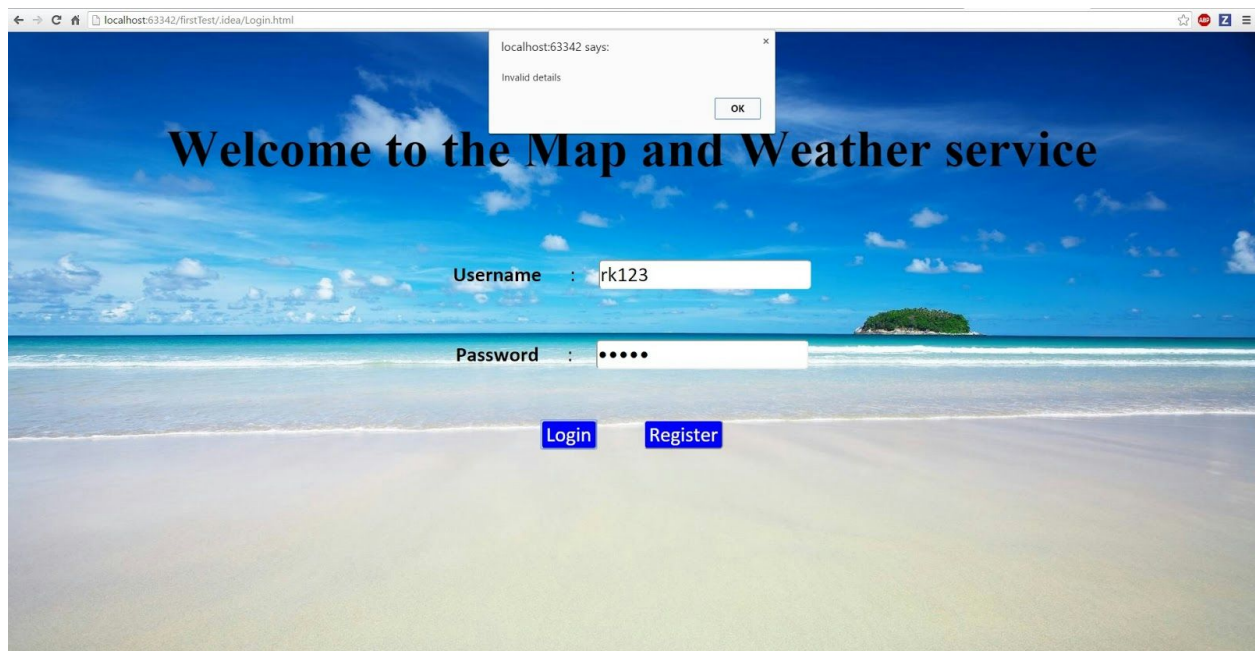 localhost:63342/firstTest/.idea/Login.html
ABP
Z
localhost:63342 says:
Invalid details
OK
Welcome to the Map and Weather service
Username : rk123
Password : •••••
Login Register